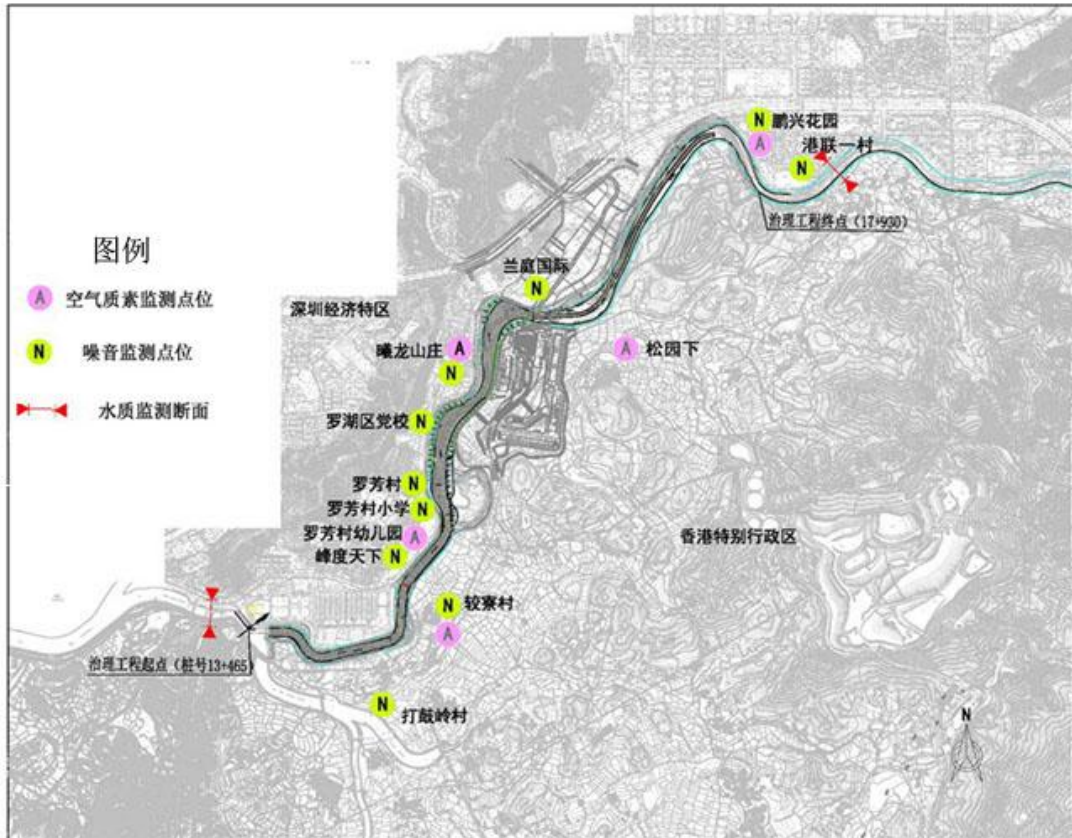 N
鹏兴花园
A
港联一村
N
治理工程终点（17+930）
图例
A
空气质素监测点位
N
噪音监测点位
水质监测断面
兰庭国际
N
深圳经济特区
曦龙山庄
A
N
A
松园下
罗湖区党校
N
罗芳村
N
罗芳村小学
N
罗芳村幼儿园
A
峰度天下
N
香港特别行政区
N
较寮村
A
治理工程起点（桩号13+465）
N
打鼓岭村
N